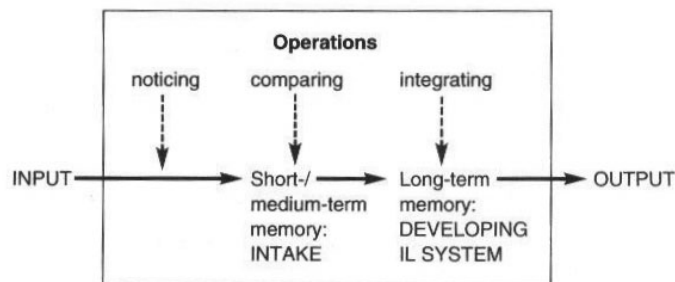 Operations
noticing comparing integrating
INPUT Short-/ Long-term OUTPUT
medium-term memory:
memory: DEVELOPING
INTAKE IL SYSTEM